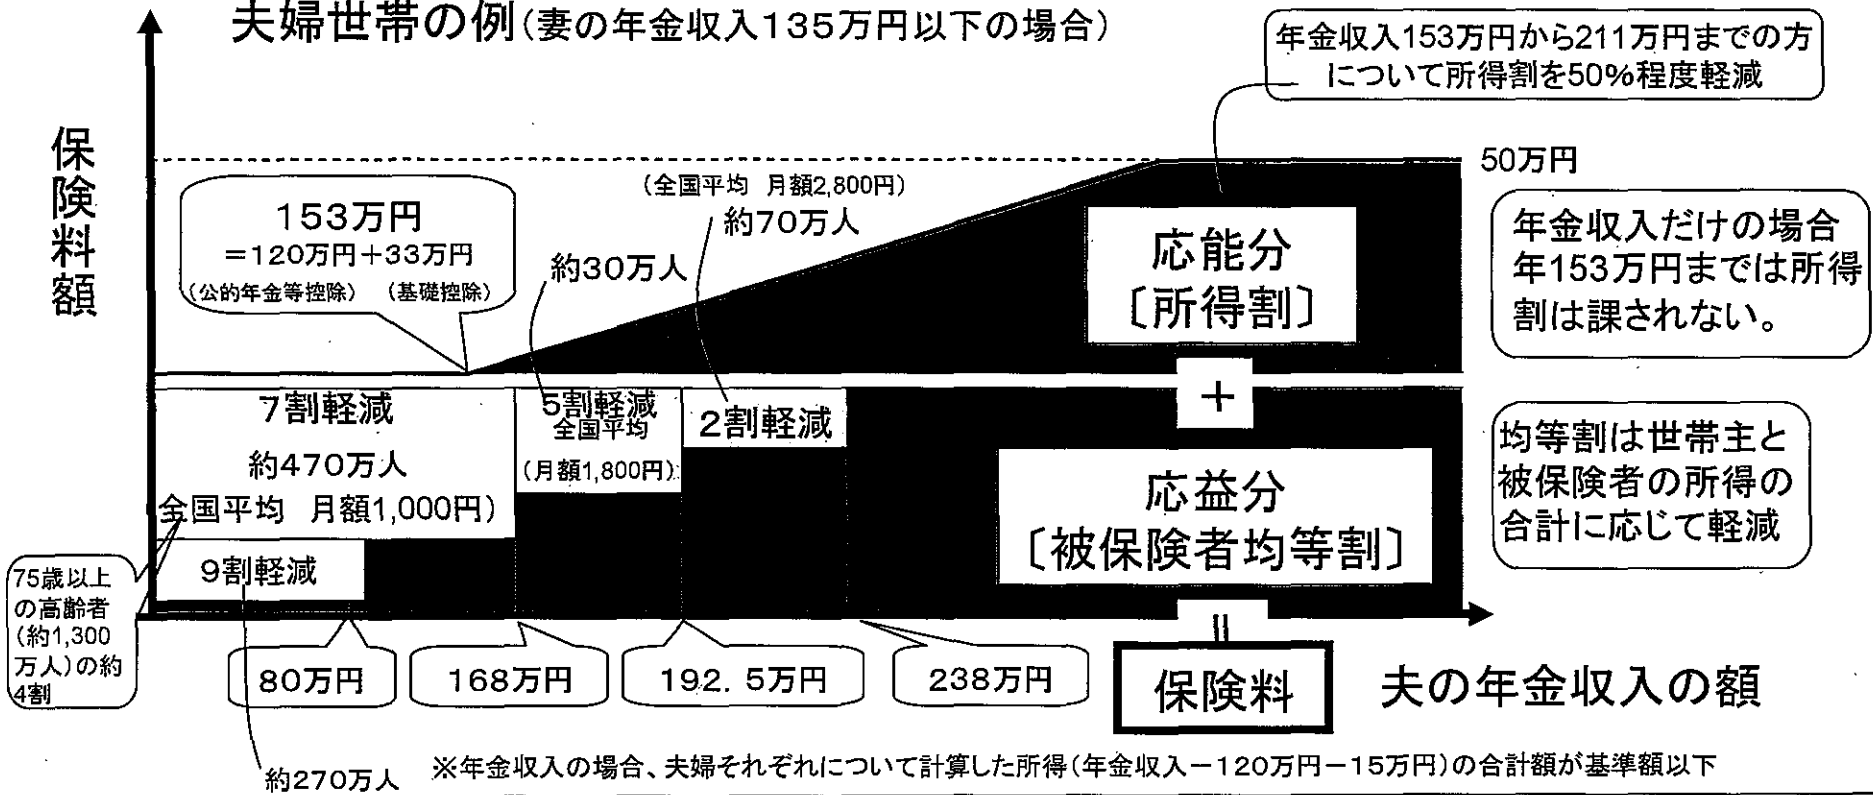 夫婦世帯の例(妻の年金収入135万円以下の場合)
年金収入153万円から211万円までの方
について所得割を50%程度軽減
保険料額
50万円
(全国平均 月額2,800円)
約70万人
約30万人
153万円
=120万円+33万円
(公的年金等控除) (基礎控除)
応能分
〔所得割〕
年金収入だけの場合
年153万円までは所得
割は課されない。
+
7割軽減
約470万人
全国平均 月額1,000円)
5割軽減
全国平均
(月額1,800円)
2割軽減
応益分
〔被保険者均等割〕
均等割は世帯主と
被保険者の所得の
合計に応じて軽減
9割軽減
75歳以上
の高齢者
(約1,300
万人)の約
4割
80万円
168万円
192.5万円
238万円
=
保険料
夫の年金収入の額
約270万人
※年金収入の場合、夫婦それぞれについて計算した所得(年金収入-120万円-15万円)の合計額が基準額以下